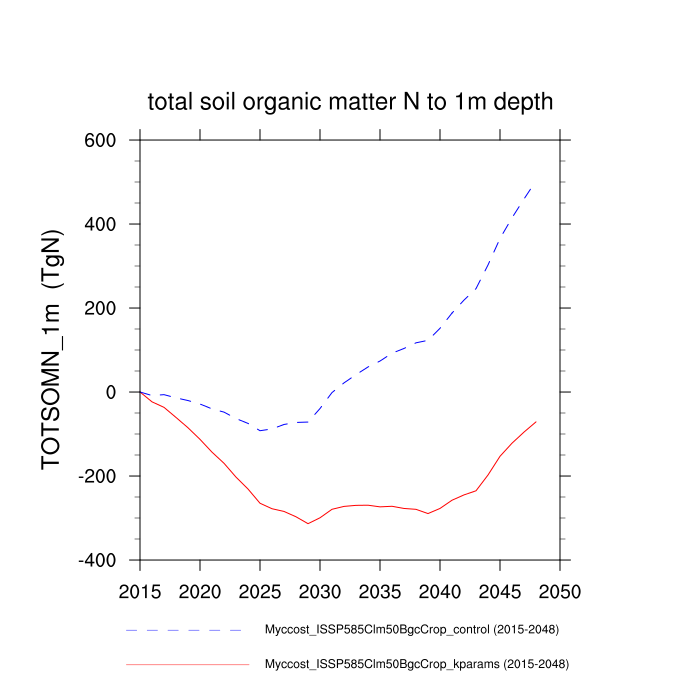 total soil organic matter N to 1m depth
TOTSOMN_1m (TgN)
600
400
200
0
-200
-400
2015 2020 2025 2030 2035 2040 2045 2050
Myccost_ISSP585Clm50BgcCrop_control (2015-2048)
Myccost_ISSP585Clm50BgcCrop_kparams (2015-2048)